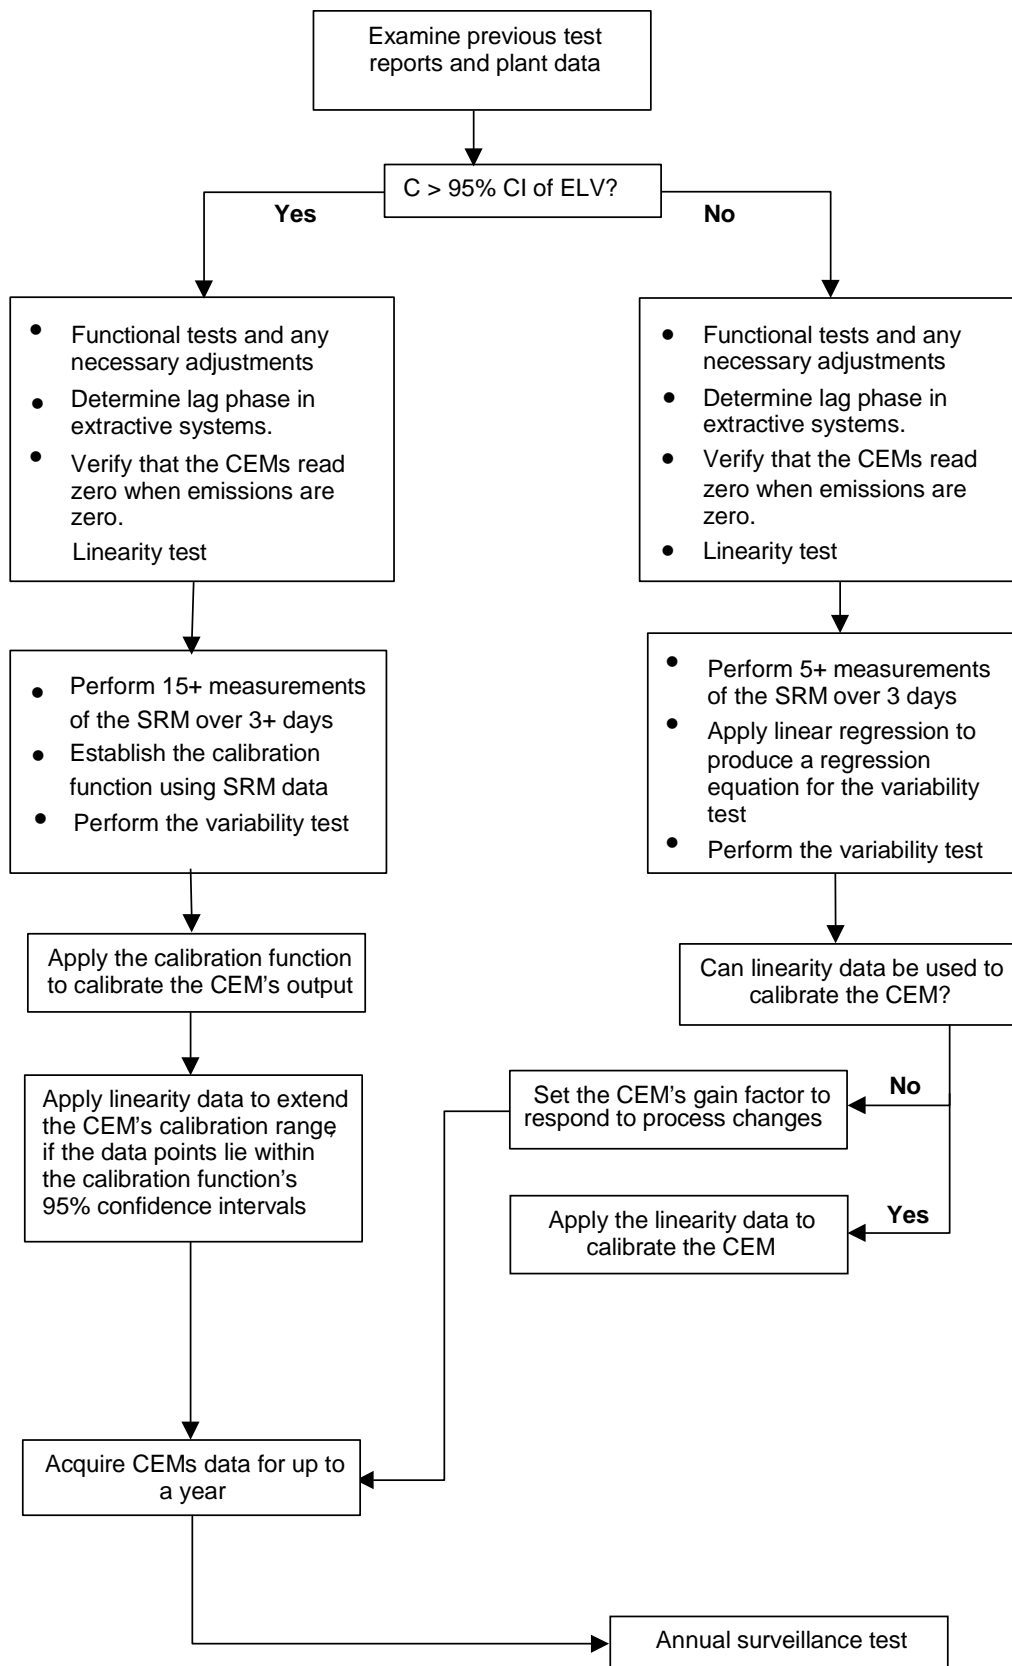 Examine previous test
reports and plant data
C > 95% CI of ELV?
Yes
No
• Functional tests and any
necessary adjustments
• Determine lag phase in
extractive systems.
• Verify that the CEMs read
zero when emissions are
zero.
Linearity test
• Functional tests and any
necessary adjustments
• Determine lag phase in
extractive systems.
• Verify that the CEMs read
zero when emissions are
zero.
• Linearity test
• Perform 15+ measurements
of the SRM over 3+ days
• Establish the calibration
function using SRM data
• Perform the variability test
• Perform 5+ measurements
of the SRM over 3 days
• Apply linear regression to
produce a regression
equation for the variability
test
• Perform the variability test
Apply the calibration function
to calibrate the CEM's output
Can linearity data be used to
calibrate the CEM?
Apply linearity data to extend
the CEM's calibration range,
if the data points lie within
the calibration function's
95% confidence intervals
Set the CEM's gain factor to
respond to process changes
No
Apply the linearity data to
calibrate the CEM
Yes
Acquire CEMs data for up to
a year
Annual surveillance test